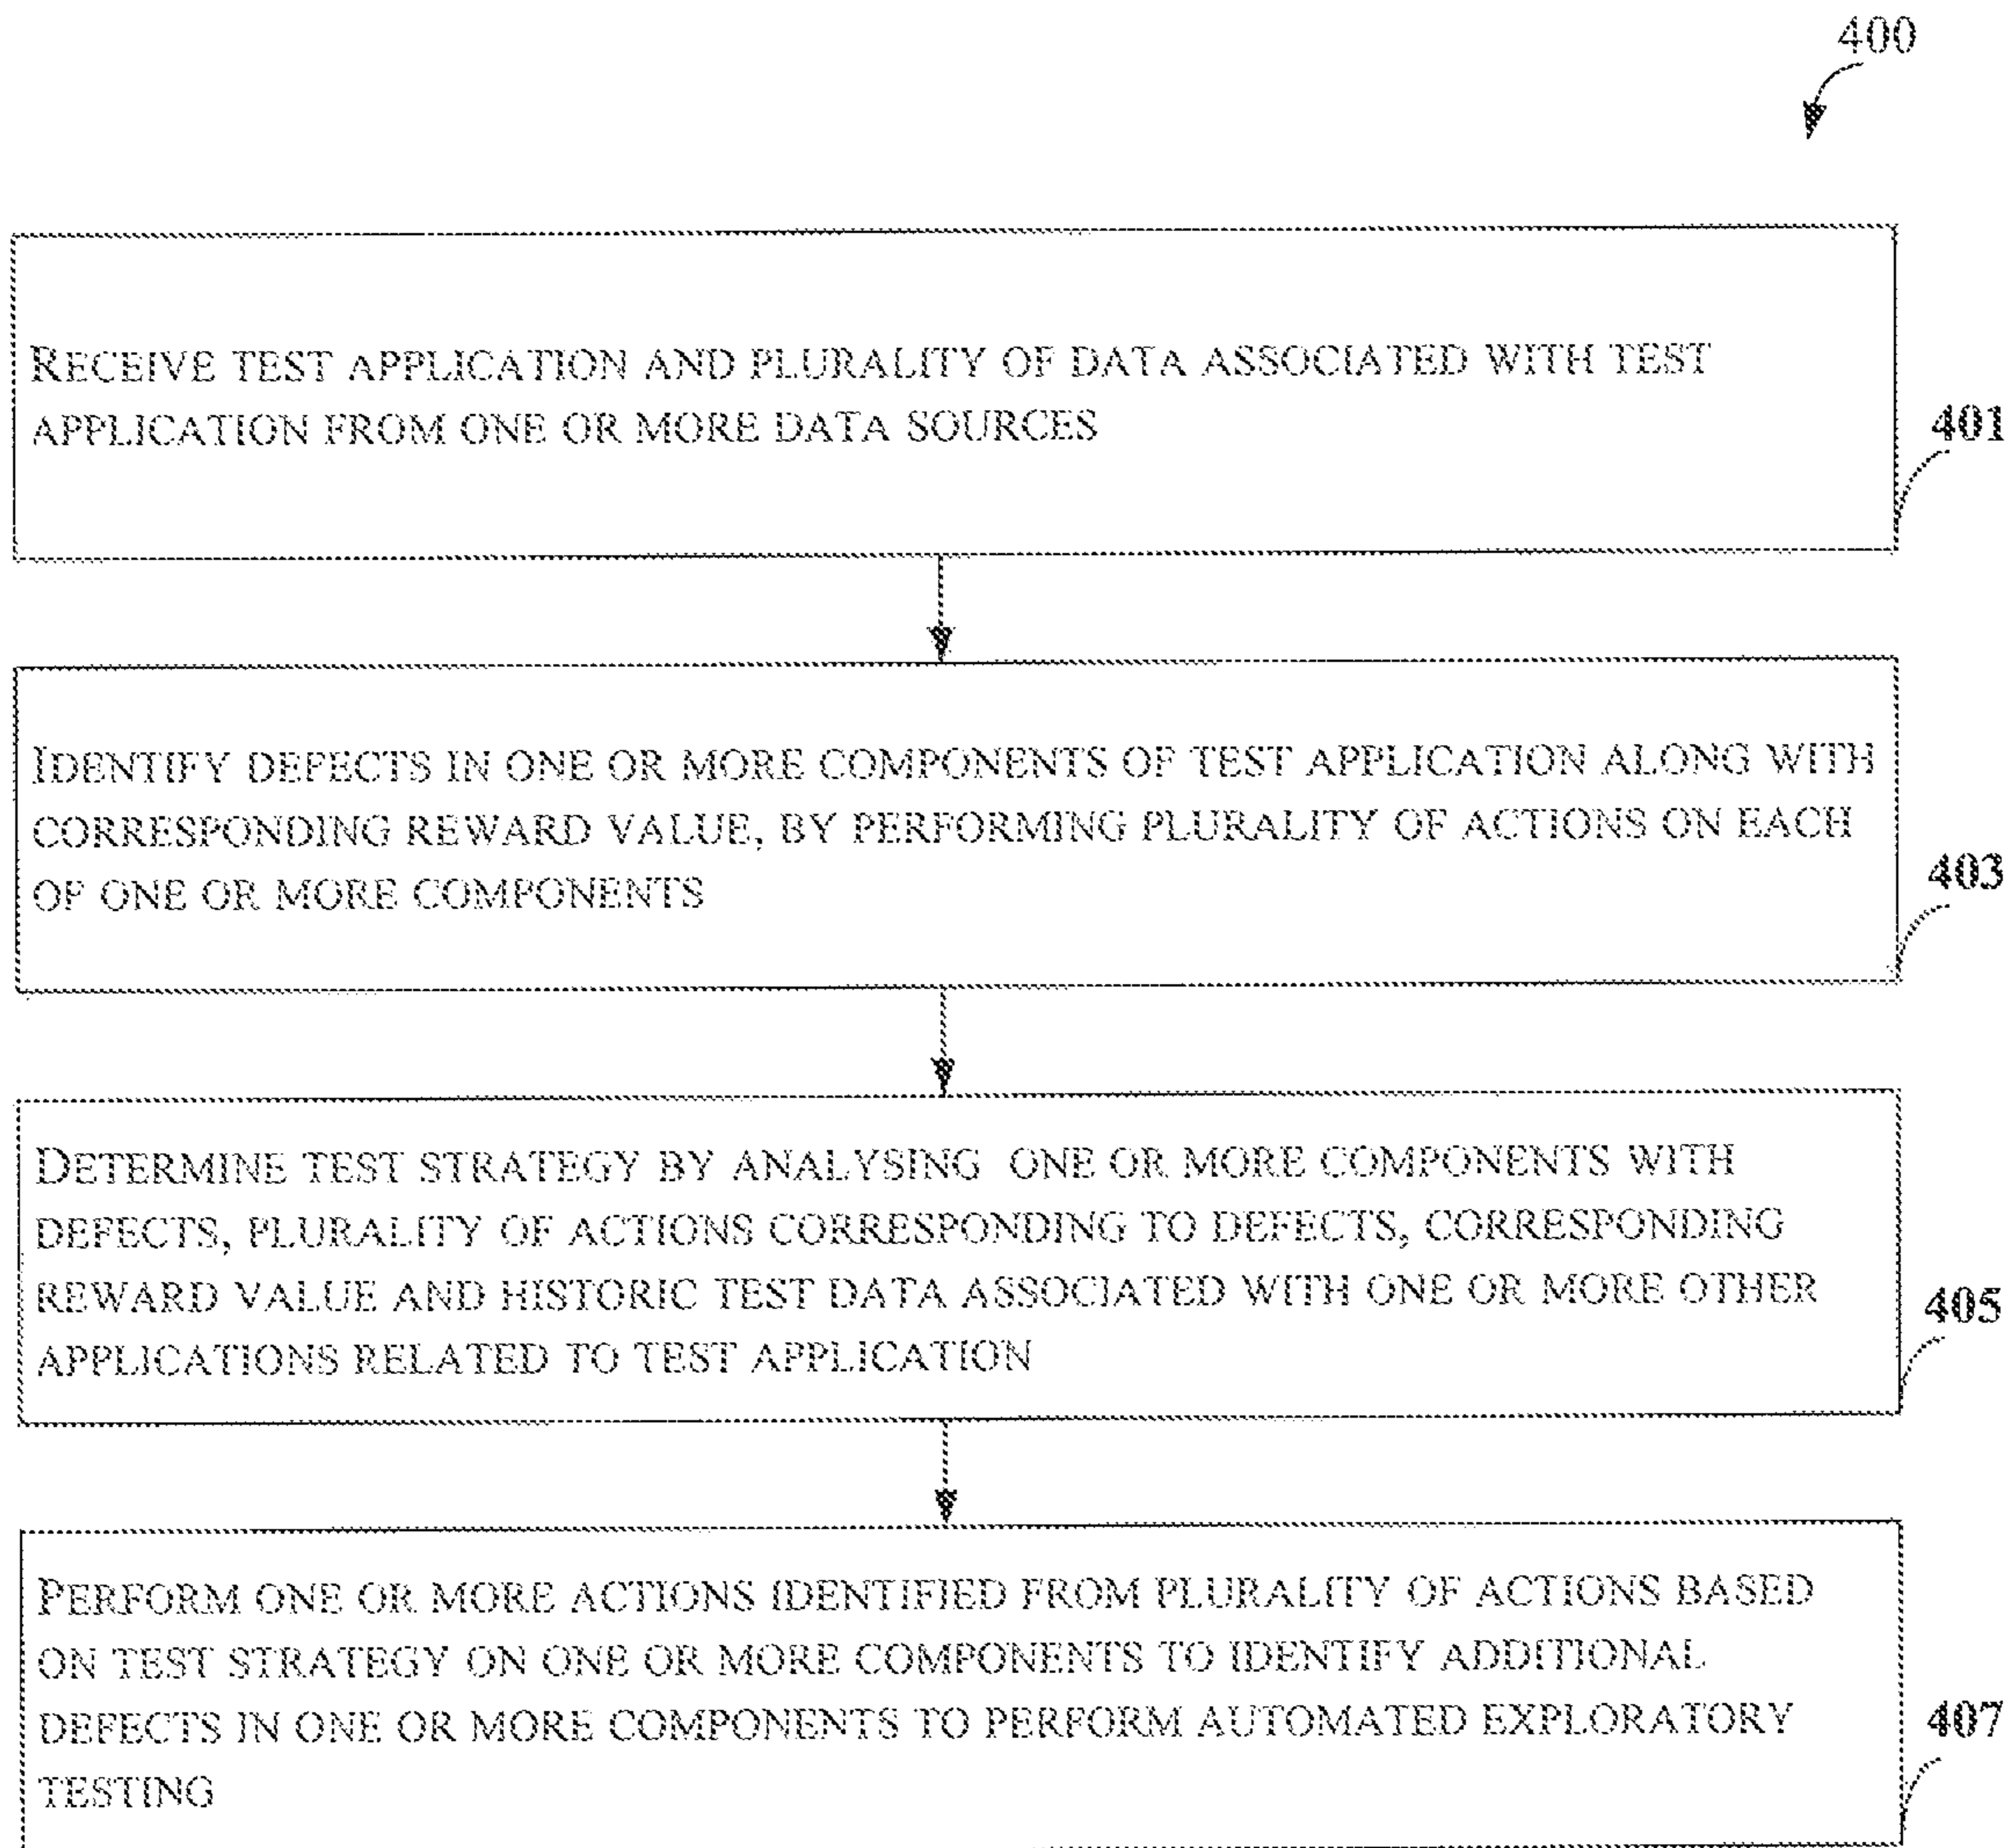 400
RECEIVE TEST APPLICATION AND PLURALITY OF DATA ASSOCIATED WITH TEST
APPLICATION FROM ONE OR MORE DATA SOURCES
401
IDENTIFY DEFECTS IN ONE OR MORE COMPONENTS OF TEST APPLICATION ALONG WITH
CORRESPONDING REWARD VALUE, BY PERFORMING PLURALITY OF ACTIONS ON EACH
OF ONE OR MORE COMPONENTS
403
DETERMINE TEST STRATEGY BY ANALYSING ONE OR MORE COMPONENTS WITH
DEFECTS, PLURALITY OF ACTIONS CORRESPONDING TO DEFECTS, CORRESPONDING
REWARD VALUE AND HISTORIC TEST DATA ASSOCIATED WITH ONE OR MORE OTHER
APPLICATIONS RELATED TO TEST APPLICATION
405
PERFORM ONE OR MORE ACTIONS IDENTIFIED FROM PLURALITY OF ACTIONS BASED
ON TEST STRATEGY ON ONE OR MORE COMPONENTS TO IDENTIFY ADDITIONAL
DEFECTS IN ONE OR MORE COMPONENTS TO PERFORM AUTOMATED EXPLORATORY
TESTING
407